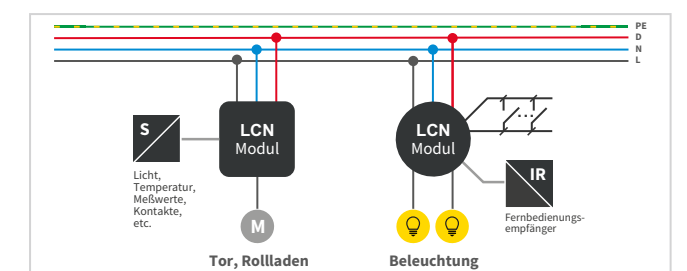 PE
D
N
L
S
LCN
Modul
LCN
Modul
...
IR
Licht,
Temperatur,
Meßwerte,
Kontakte,
etc.
Fernbedienungs-
empfänger
M
Tor, Rollladen
Beleuchtung